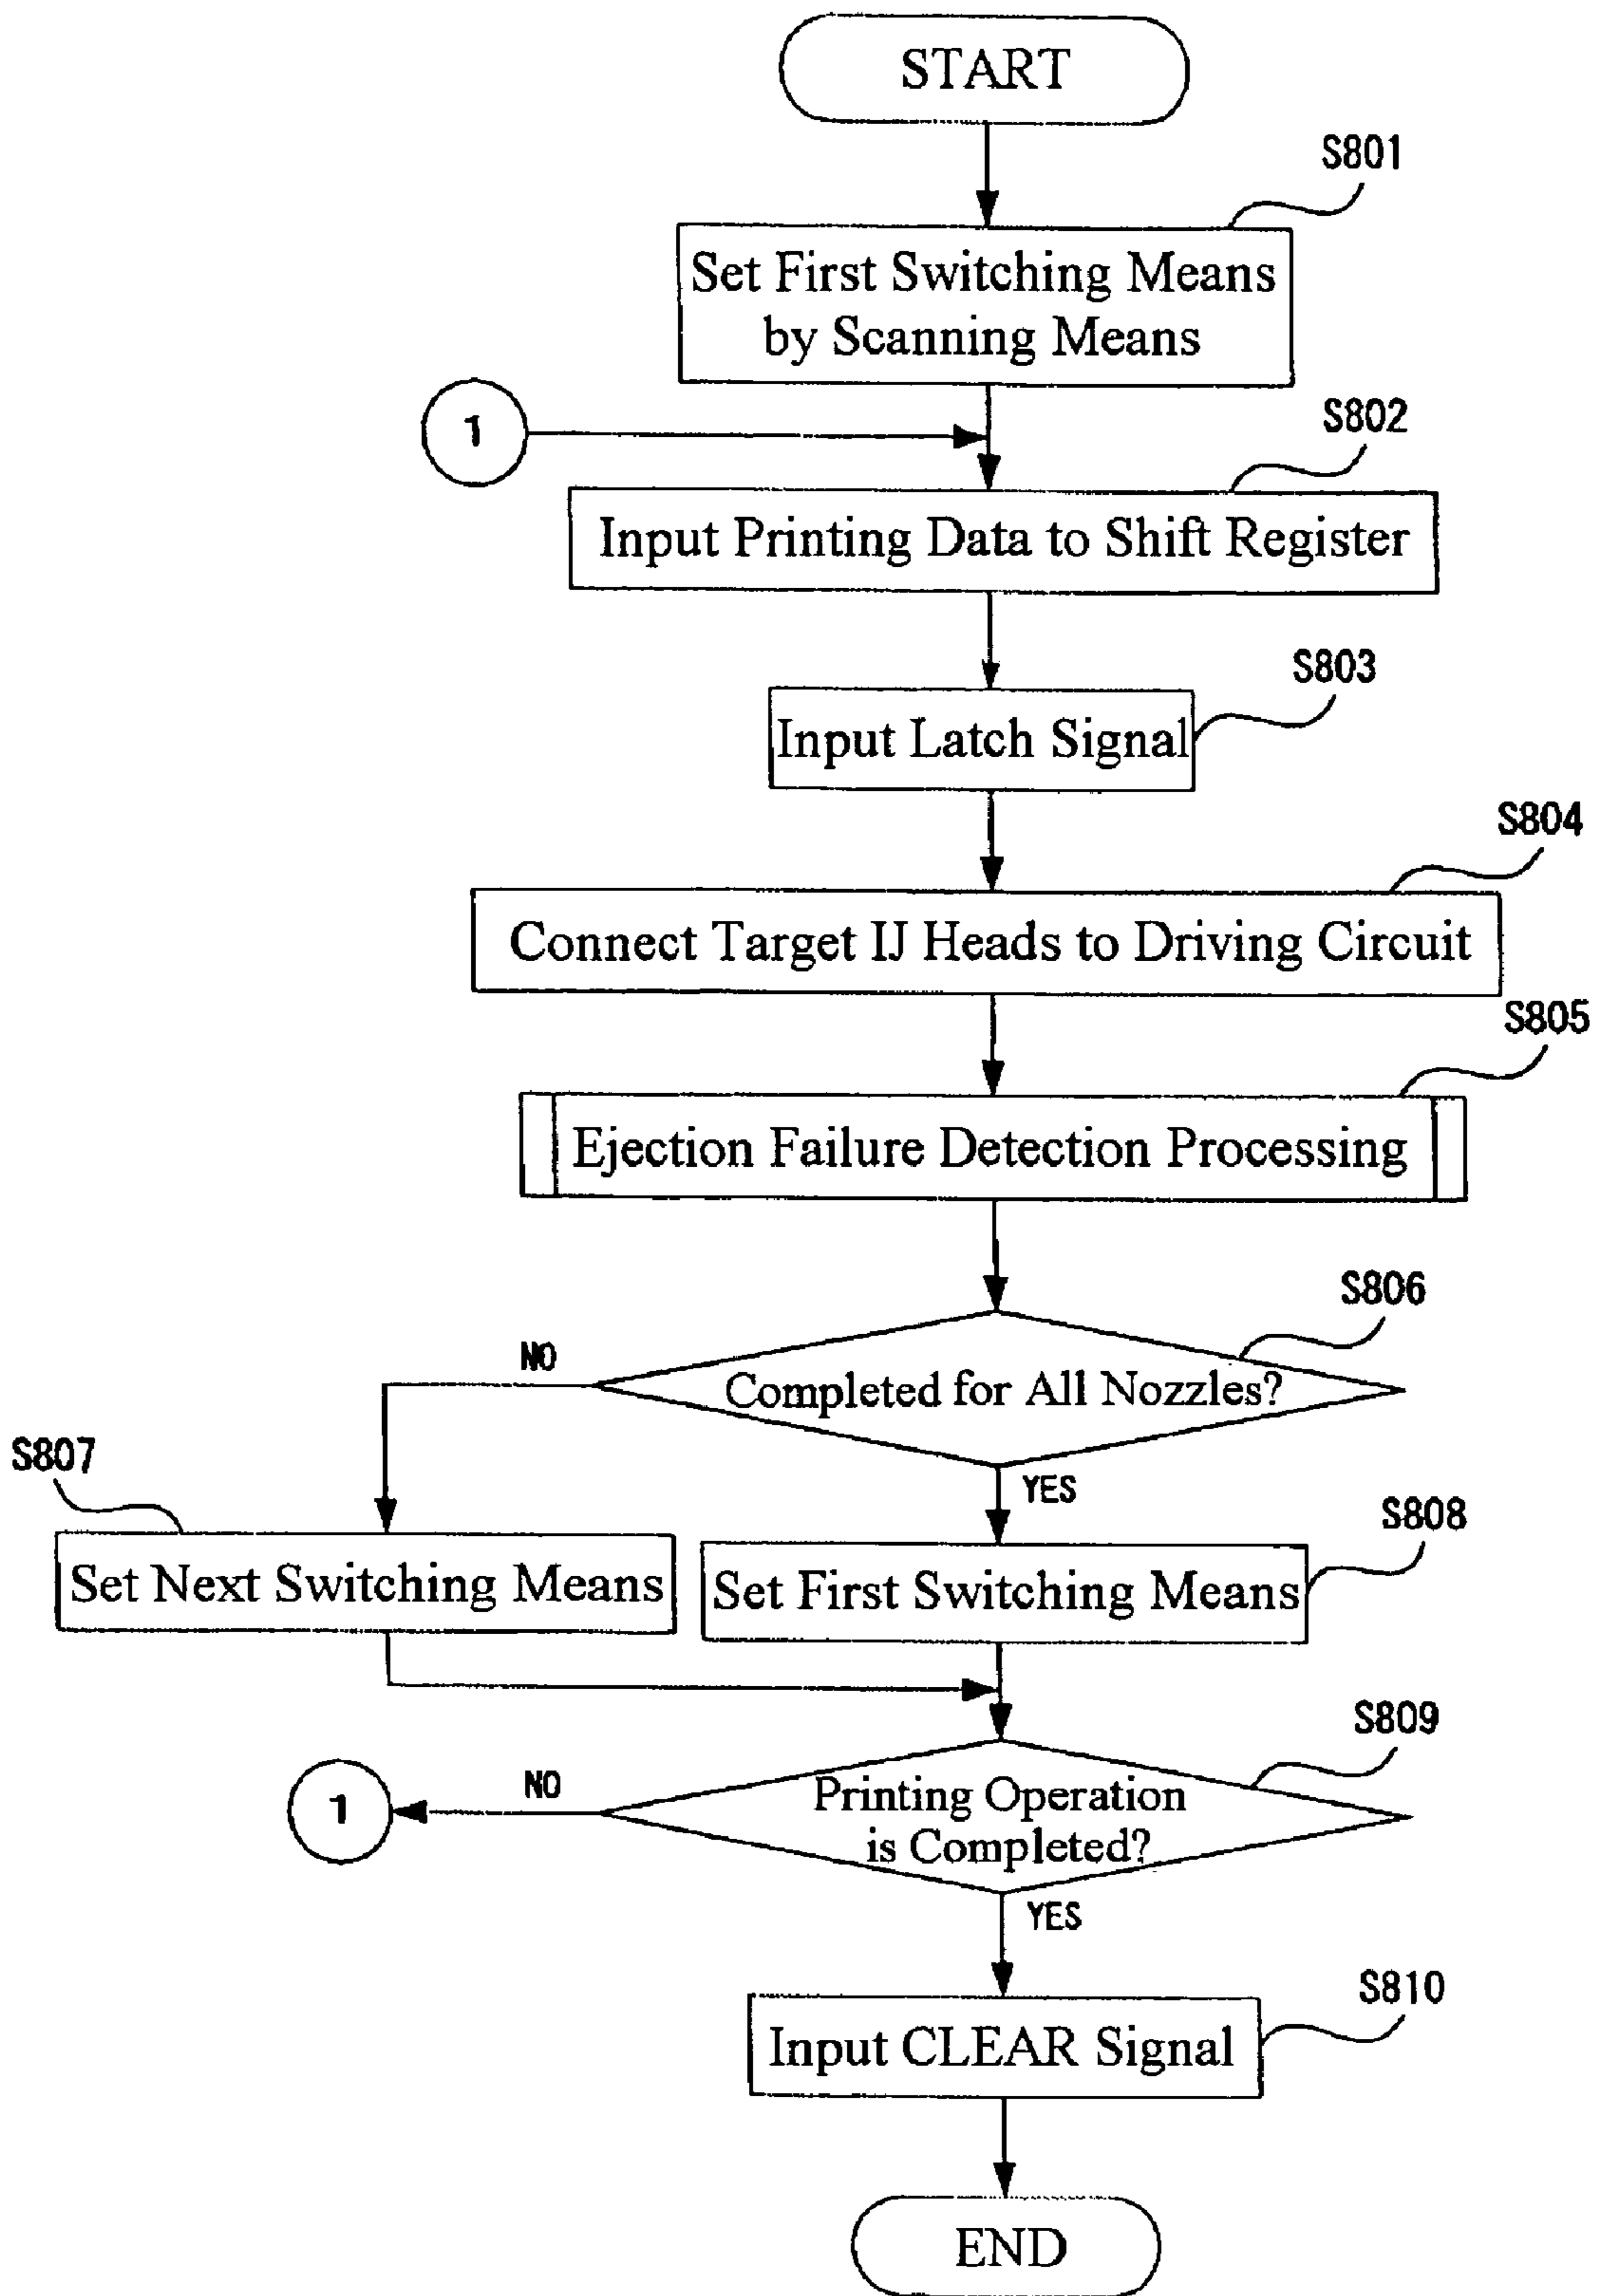 START
S801
Set First Switching Means
by Scanning Means
1
S802
Input Printing Data to Shift Register
S803
Input Latch Signal
S804
Connect Target IJ Heads to Driving Circuit
S805
Ejection Failure Detection Processing
S806
NO
Completed for All Nozzles?
S807
YES
S808
Set Next Switching Means
Set First Switching Means
S809
1
NO
Printing Operation
is Completed?
YES
S810
Input CLEAR Signal
END